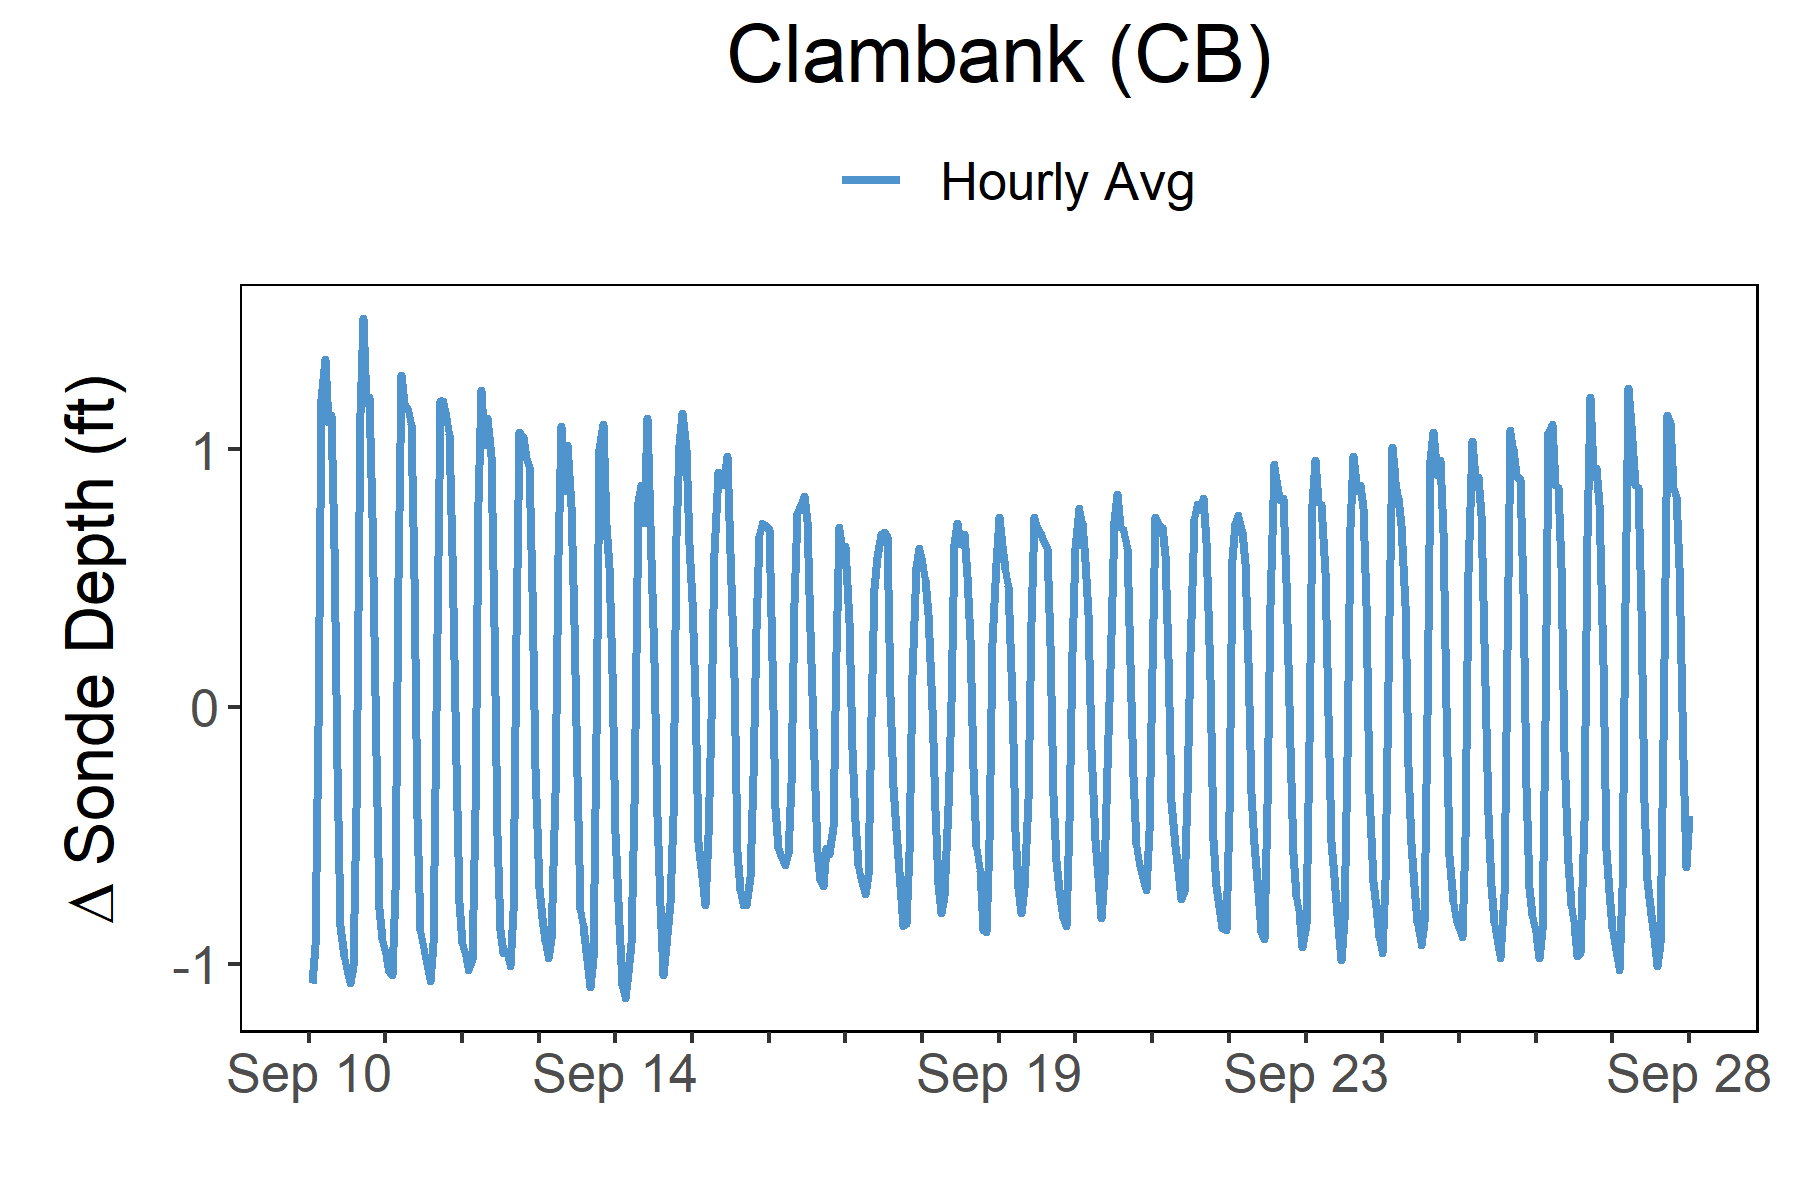 Clambank (CB)
Hourly Avg
Δ Sonde Depth (ft)
1
0
-1
Sep 10 Sep 14 Sep 19 Sep 23 Sep 28